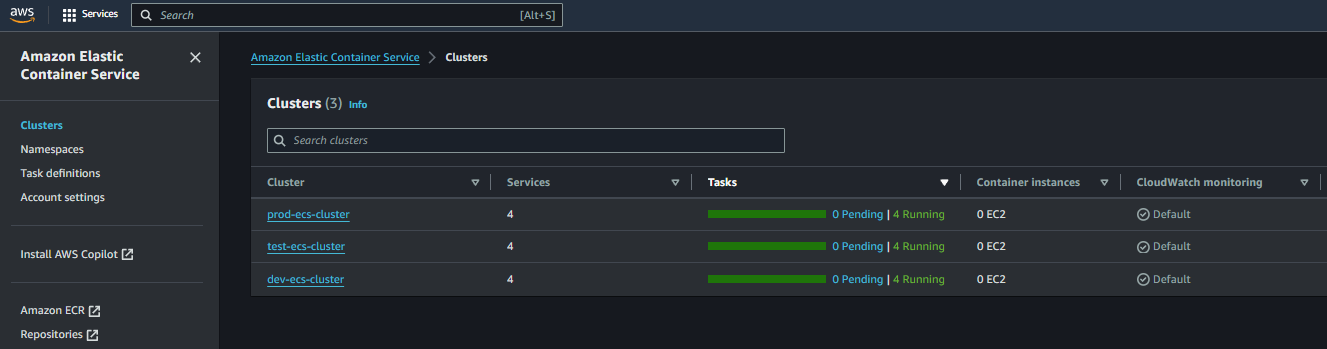 aws
Services
Search
[Alt+S]
Amazon Elastic
Container Service
Clusters
Namespaces
Task definitions
Account settings
Install AWS Copilot
Amazon ECR
Repositories
Amazon Elastic Container Service > Clusters
Clusters (3) Info
Search clusters
Cluster Services Tasks Container instances CloudWatch monitoring
prod-ecs-cluster 4 0 Pending | 4 Running 0 EC2 Default
test-ecs-cluster 4 0 Pending | 4 Running 0 EC2 Default
dev-ecs-cluster 4 0 Pending | 4 Running 0 EC2 Default